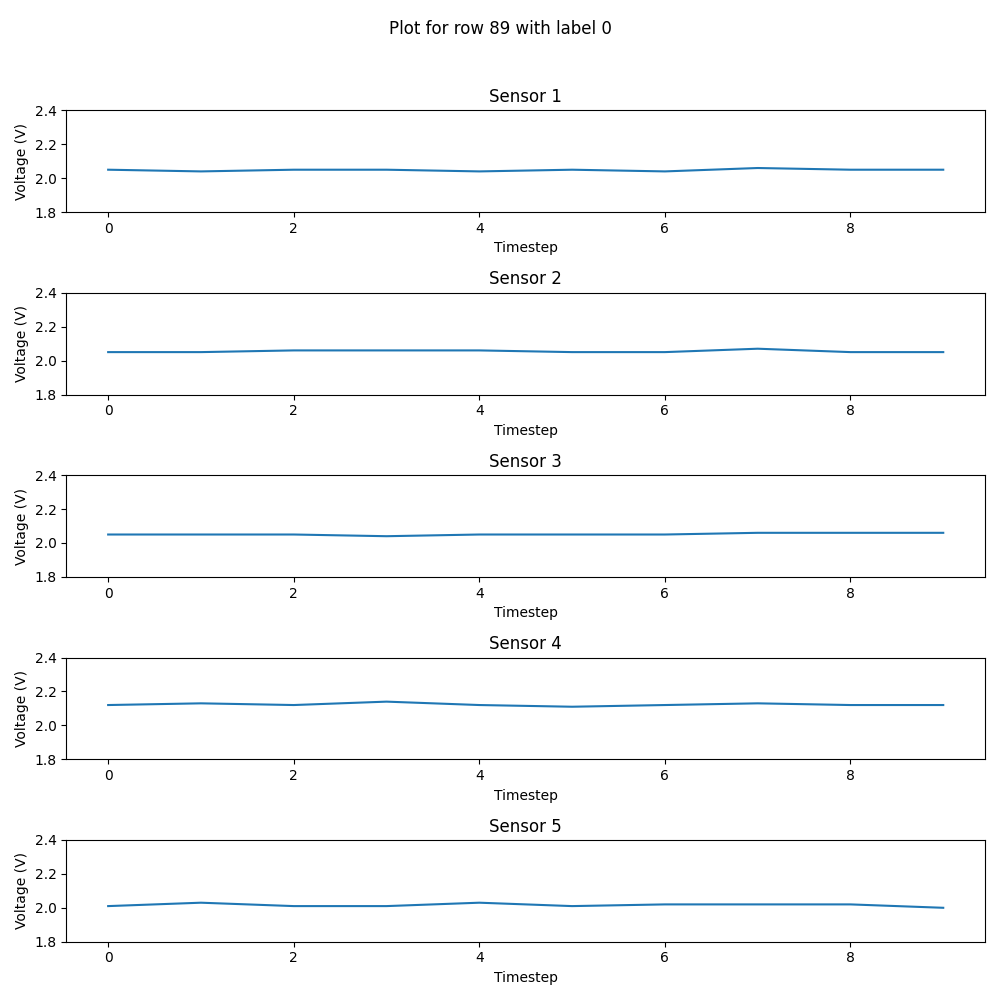 Plot for row 89 with label 0
Sensor 1
Voltage (V)
2.4
2.2
2.0
1.8
0 2 4 6 8
Timestep
Sensor 2
Voltage (V)
2.4
2.2
2.0
1.8
0 2 4 6 8
Timestep
Sensor 3
Voltage (V)
2.4
2.2
2.0
1.8
0 2 4 6 8
Timestep
Sensor 4
Voltage (V)
2.4
2.2
2.0
1.8
0 2 4 6 8
Timestep
Sensor 5
Voltage (V)
2.4
2.2
2.0
1.8
0 2 4 6 8
Timestep